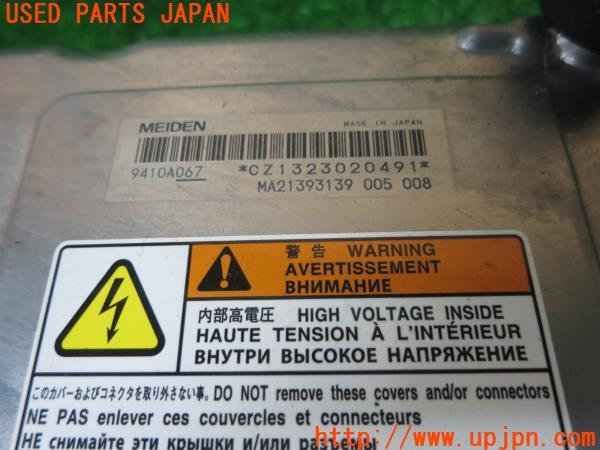 USED PARTS JAPAN
MEIDEN MADE IN JAPAN
9410A067 *CZ1323020491*
MA21393139 005 008
警告 WARNING
AVERTISSEMENT
ВНИМАНИЕ
内部高電圧 HIGH VOLTAGE INSIDE
HAUTE TENSION À L'INTÉRIEUR
ВНУТРИ ВЫСОКОЕ НАПРЯЖЕНИЕ
このカバーおよびコネクタを取り外さない事。DO NOT remove these covers and/or connectors
NE PAS enlever ces couvercles et connecteurs
НЕ снимайте эти крышки и/или разъемы
http://www.upjpn.com